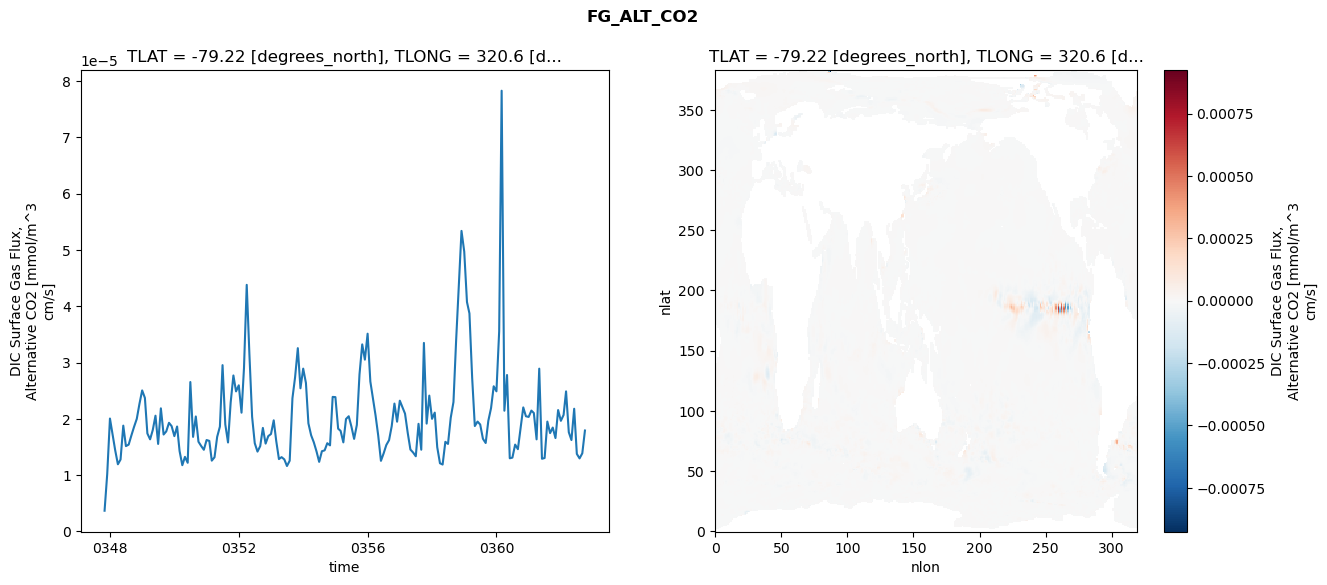 FG_ALT_CO2
TLAT = -79.22 [degrees_north], TLONG = 320.6 [d...
1e−5
8
7
6
5
4
3
2
1
0
0348
0352
0356
0360
time
DIC Surface Gas Flux,
Alternative CO2 [mmol/m^3
cm/s]
TLAT = -79.22 [degrees_north], TLONG = 320.6 [d...
350
300
250
200
150
100
50
0
0
50
100
150
200
250
300
nlon
nlat
0.00075
0.00050
0.00025
0.00000
−0.00025
−0.00050
−0.00075
DIC Surface Gas Flux,
Alternative CO2 [mmol/m^3
cm/s]